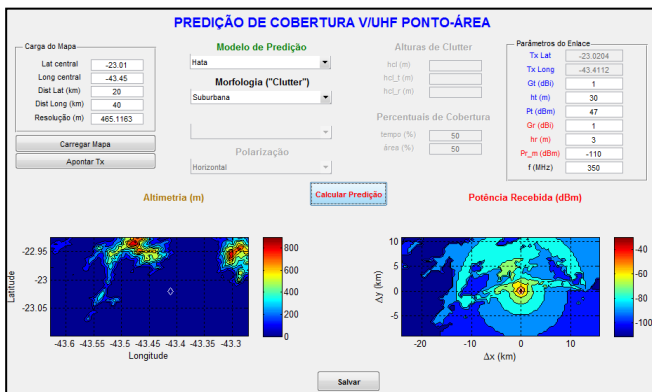 PREDIÇÃO DE COBERTURA V/UHF PONTO-ÁREA
Carga do Mapa
Lat central -23.01
Long central -43.45
Dist Lat (km) 20
Dist Long (km) 40
Resolução (m) 465.1163
Carregar Mapa
Apontar Tx
Modelo de Predição
Hata
Morfologia ("Clutter")
Suburbana
Polarização
Horizontal
Alturas de Clutter
hcl (m)
hcl_t (m)
hcl_r (m)
Percentuais de Cobertura
tempo (%) 50
área (%) 50
Parâmetros do Enlace
Tx Lat -23.0204
Tx Long -43.4112
Gt (dBi) 1
ht (m) 30
Pt (dBm) 47
Gr (dBi) 1
hr (m) 3
Pr_m (dBm) -110
f (MHz) 350
Altimetria (m)
Calcular Predição
Potência Recebida (dBm)
Latitude
-22.95
-23
-23.05
-43.6 -43.55 -43.5 -43.45 -43.4 -43.35 -43.3
Longitude
800
600
400
200
0
Δy (km)
10
5
0
-5
-20 -10 0 10
Δx (km)
-40
-60
-80
-100
Salvar